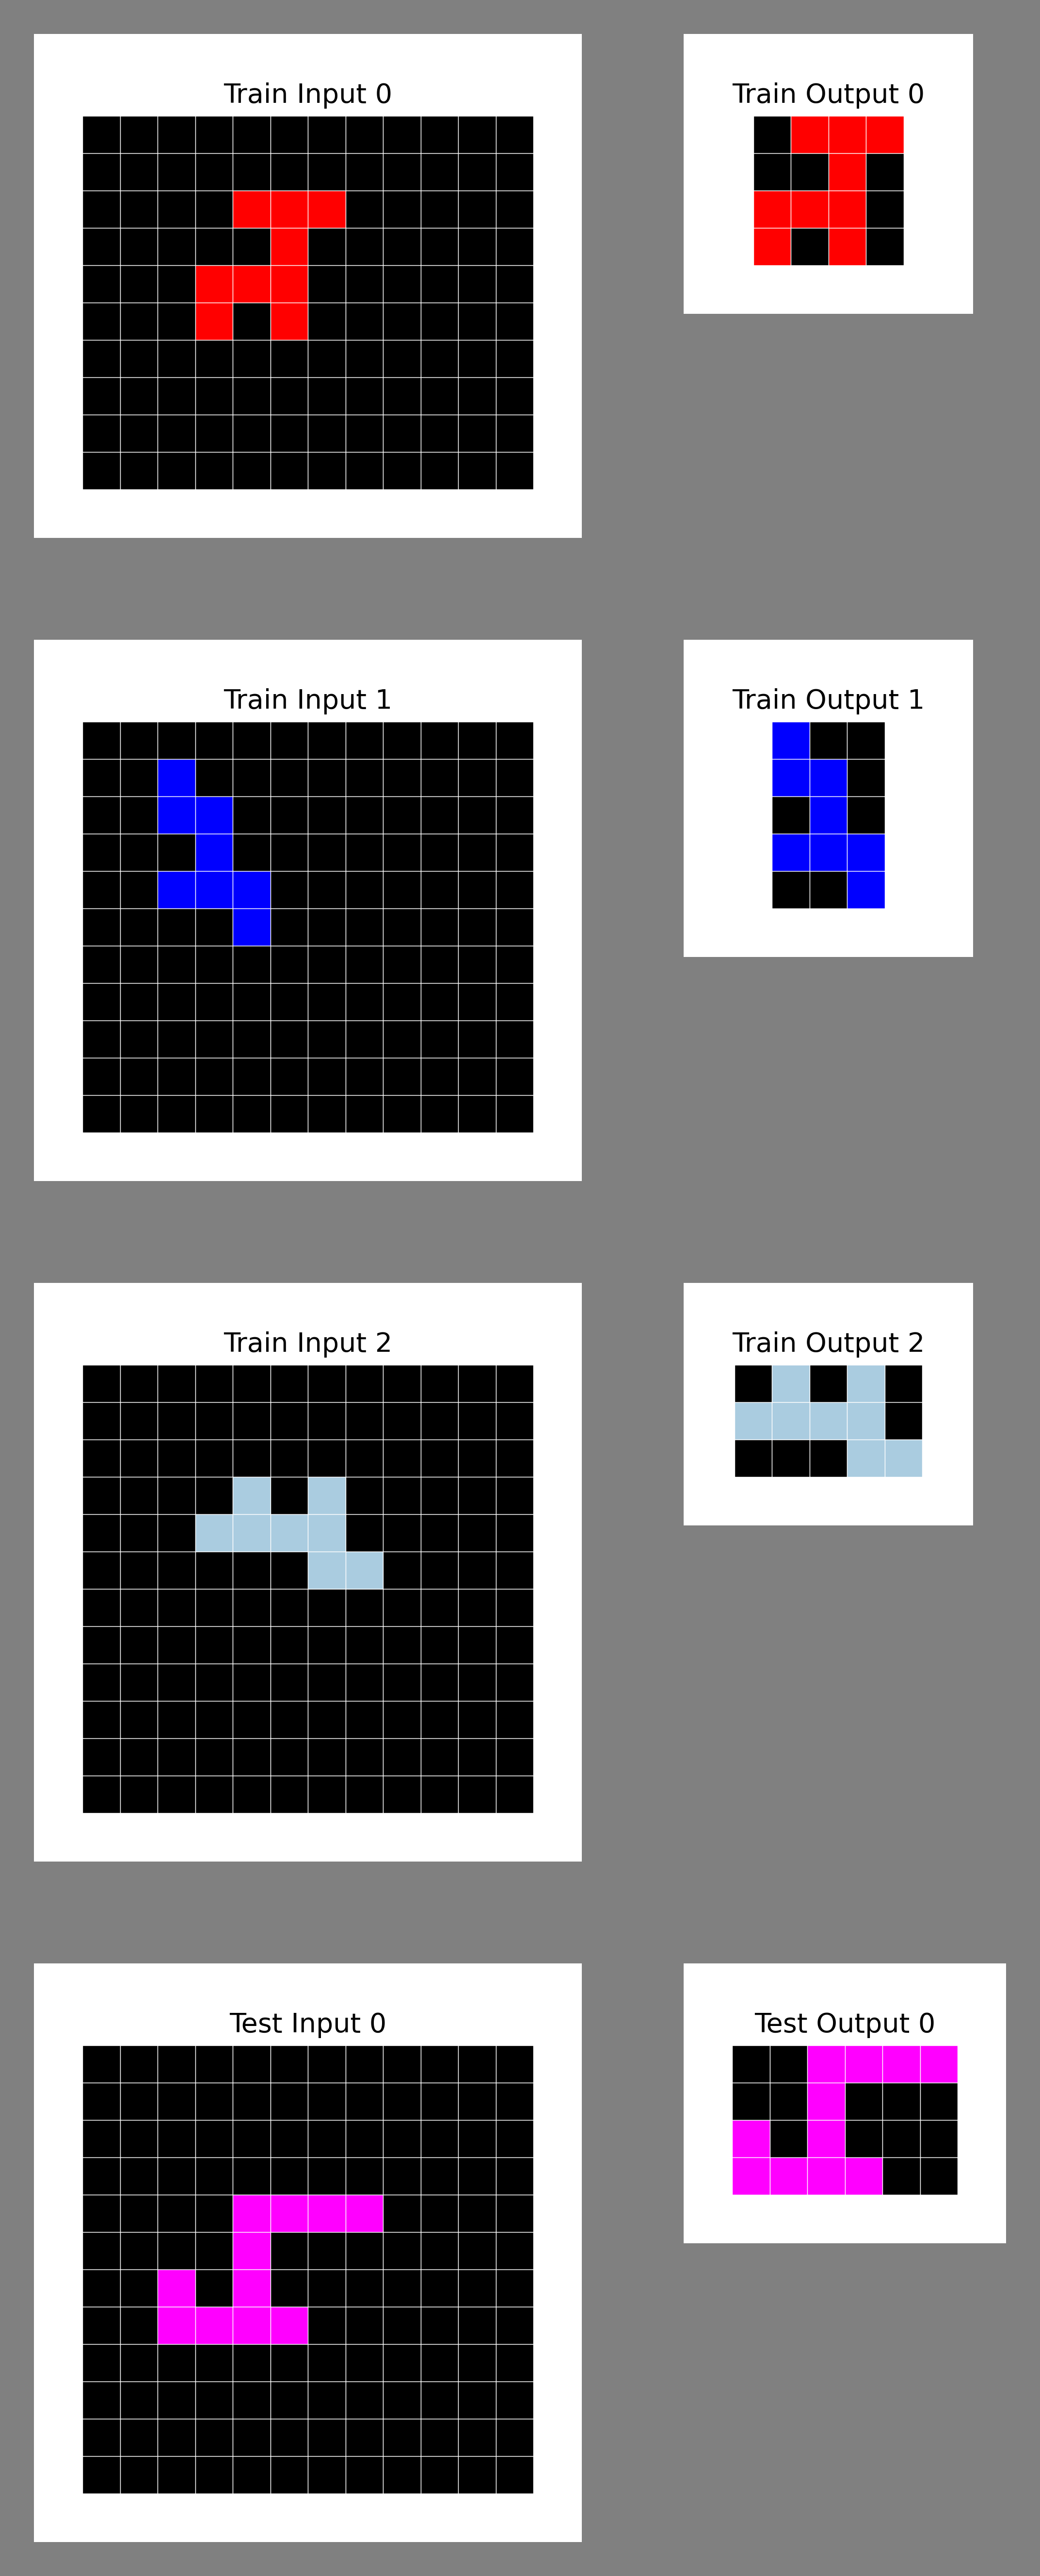 Train Input 0
Train Output 0
Train Input 1
Train Output 1
Train Input 2
Train Output 2
Test Input 0
Test Output 0